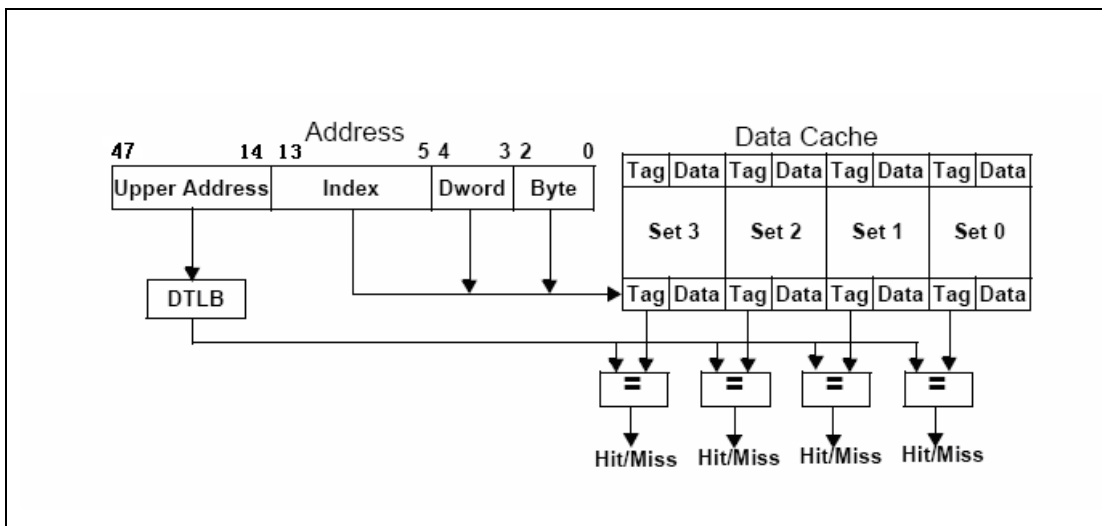 Address
Data Cache
47 14 13 5 4 3 2 0
Upper Address Index Dword Byte
Tag Data Tag Data Tag Data Tag Data
Set 3 Set 2 Set 1 Set 0
Tag Data Tag Data Tag Data Tag Data
DTLB
= = = =
Hit/Miss Hit/Miss Hit/Miss Hit/Miss